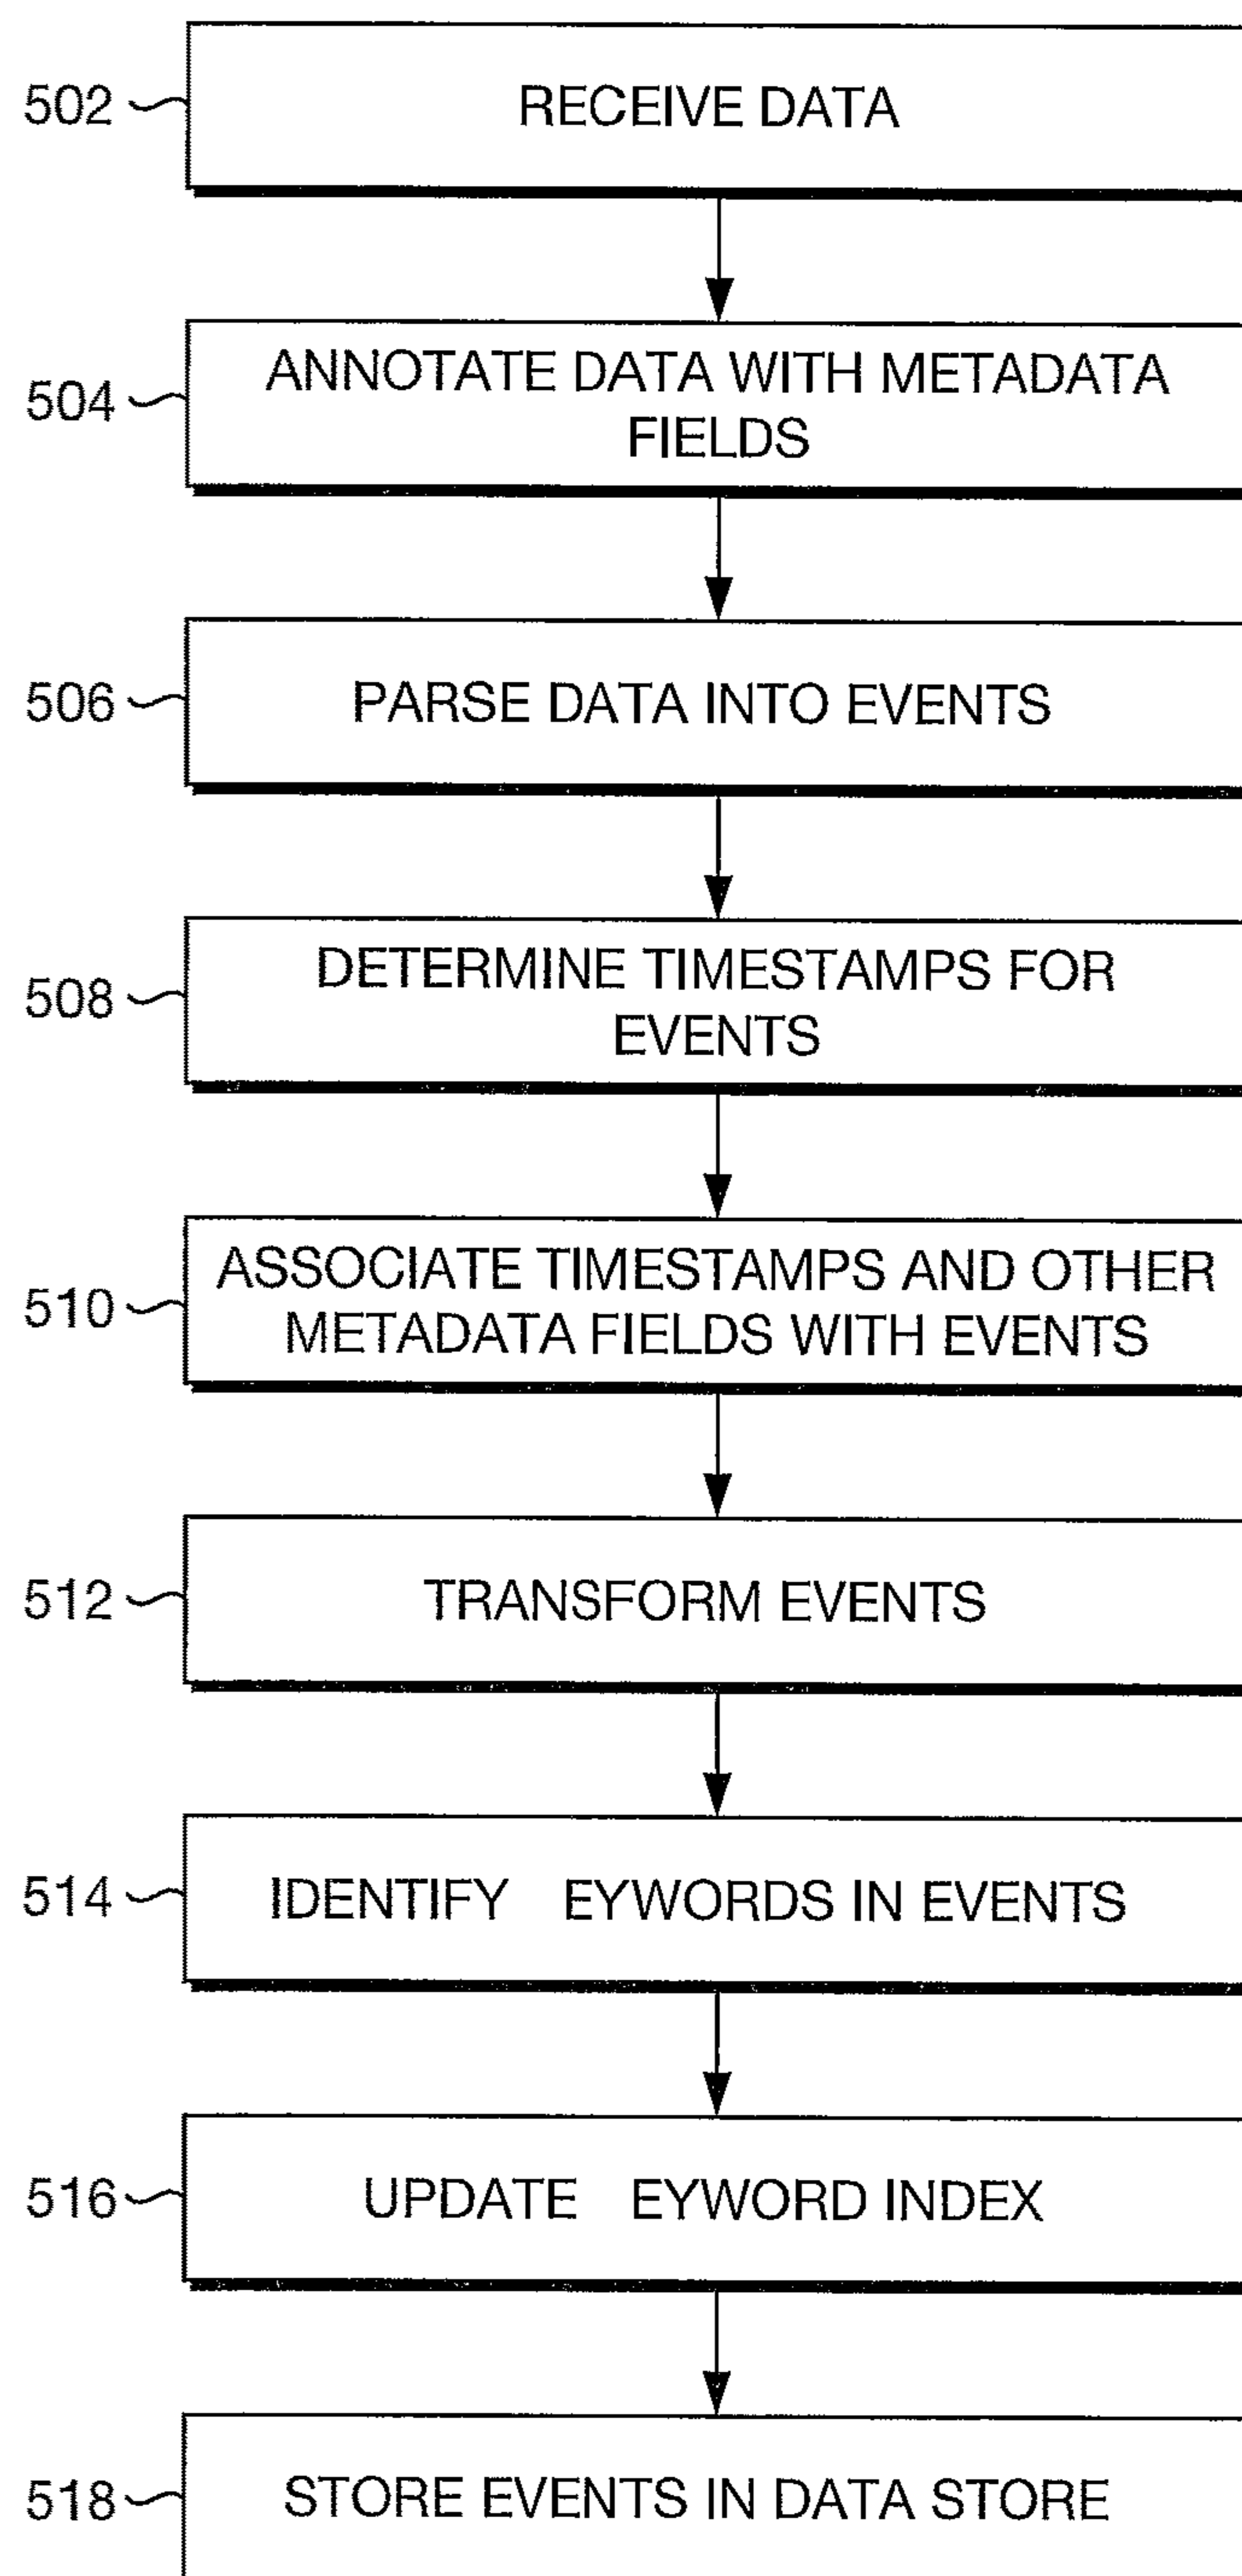 502
RECEIVE DATA
504
ANNOTATE DATA WITH METADATA
FIELDS
506
PARSE DATA INTO EVENTS
508
DETERMINE TIMESTAMPS FOR
EVENTS
510
ASSOCIATE TIMESTAMPS AND OTHER
METADATA FIELDS WITH EVENTS
512
TRANSFORM EVENTS
514
IDENTIFY EYWORDS IN EVENTS
516
UPDATE EYWORD INDEX
518
STORE EVENTS IN DATA STORE